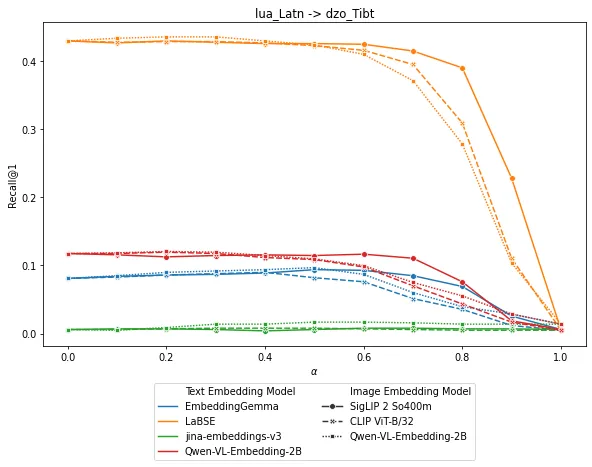 lua_Latn -> dzo_Tibt
Recall@1
0.4
0.3
0.2
0.1
0.0
0.0 0.2 0.4 0.6 0.8 1.0
α
Text Embedding Model Image Embedding Model
EmbeddingGemma SigLIP 2 So400m
LaBSE CLIP ViT-B/32
jina-embeddings-v3 Qwen-VL-Embedding-2B
Qwen-VL-Embedding-2B